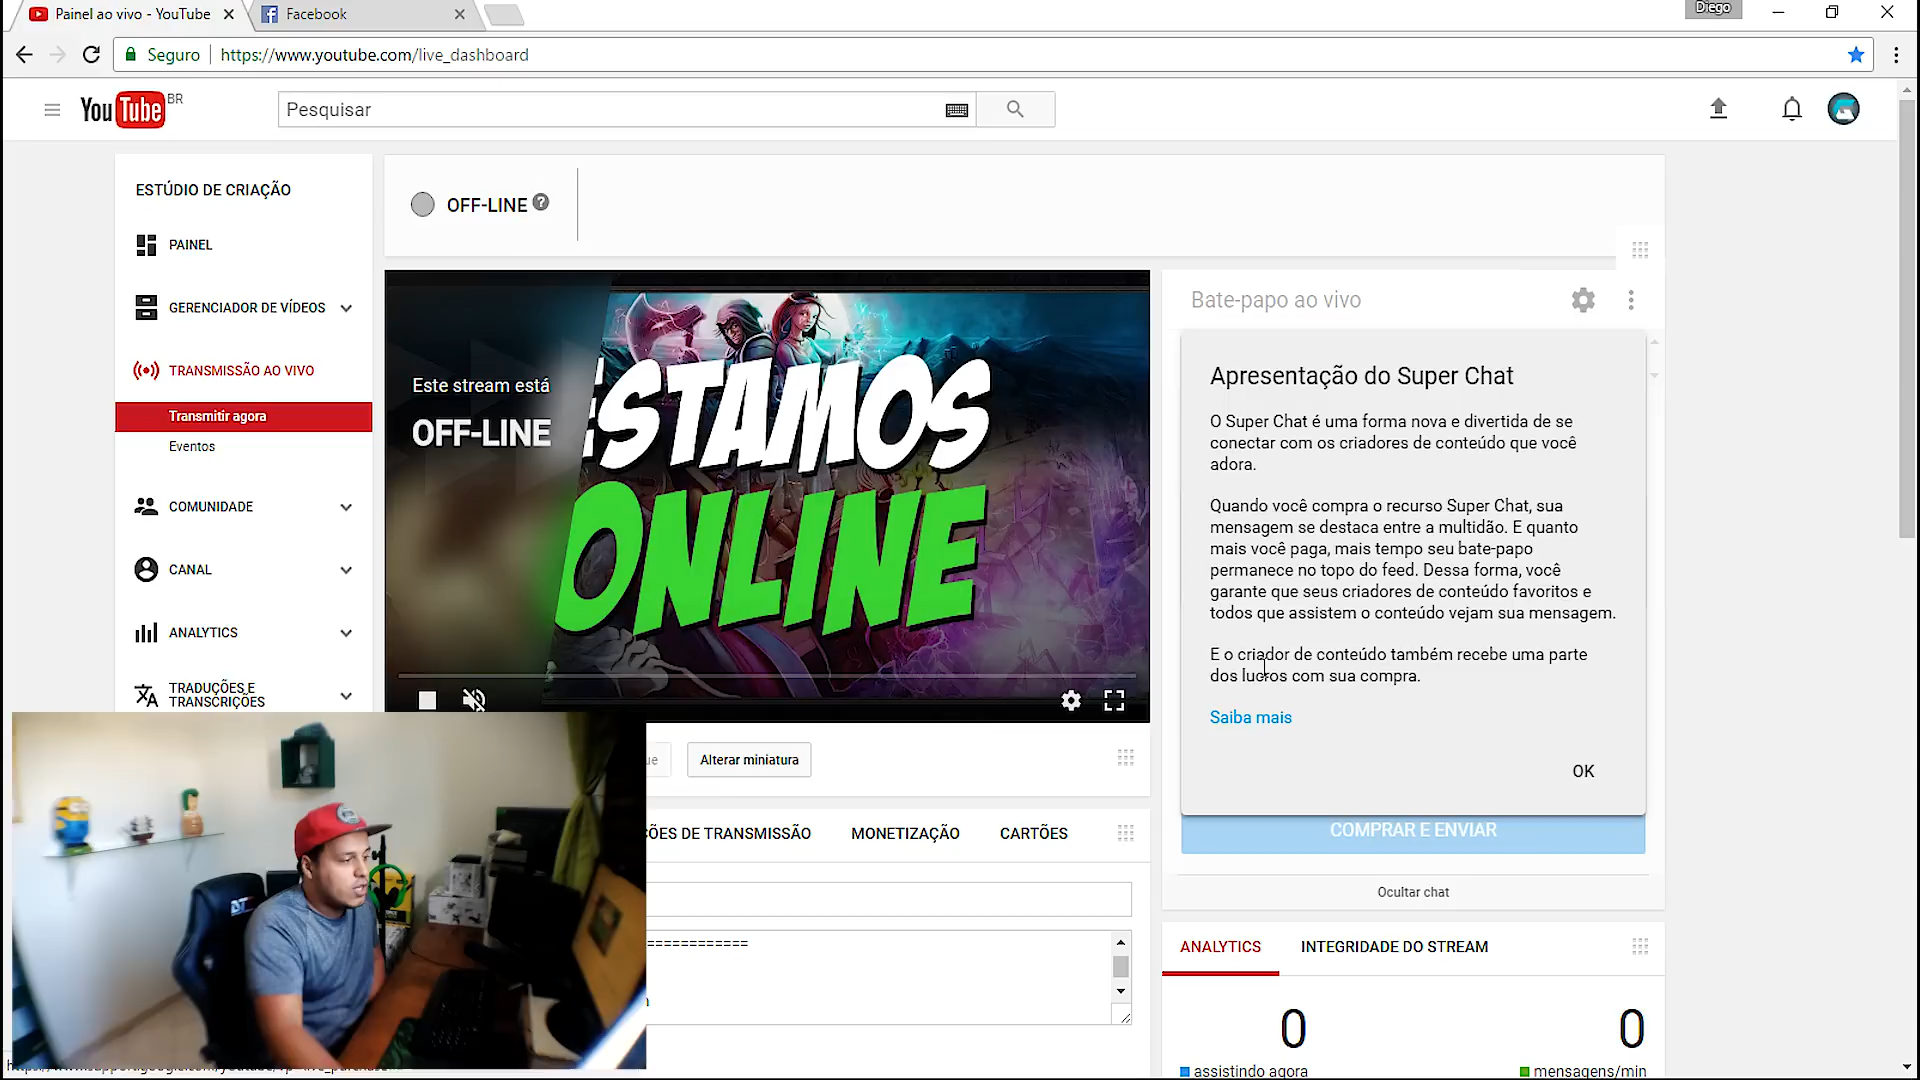 Painel ao vivo - YouTube
Facebook
Diego
Seguro
https://www.youtube.com/live_dashboard
YouTube BR
Pesquisar
ESTÚDIO DE CRIAÇÃO
PAINEL
GERENCIADOR DE VÍDEOS
TRANSMISSÃO AO VIVO
Transmitir agora
Eventos
COMUNIDADE
CANAL
ANALYTICS
TRADUÇÕES E
TRANSCRIÇÕES
OFF-LINE ?
Este stream está
OFF-LINE
ESTAMOS
ONLINE
ue
Alterar miniatura
ÇÕES DE TRANSMISSÃO
MONETIZAÇÃO
CARTÕES
============
Bate-papo ao vivo
Apresentação do Super Chat
O Super Chat é uma forma nova e divertida de se
conectar com os criadores de conteúdo que você
adora.
Quando você compra o recurso Super Chat, sua
mensagem se destaca entre a multidão. E quanto
mais você paga, mais tempo seu bate-papo
permanece no topo do feed. Dessa forma, você
garante que seus criadores de conteúdo favoritos e
todos que assistem o conteúdo vejam sua mensagem.
E o criador de conteúdo também recebe uma parte
dos lucros com sua compra.
Saiba mais
OK
COMPRAR E ENVIAR
Ocultar chat
ANALYTICS
INTEGRIDADE DO STREAM
0
0
assistindo agora
mensagens/min